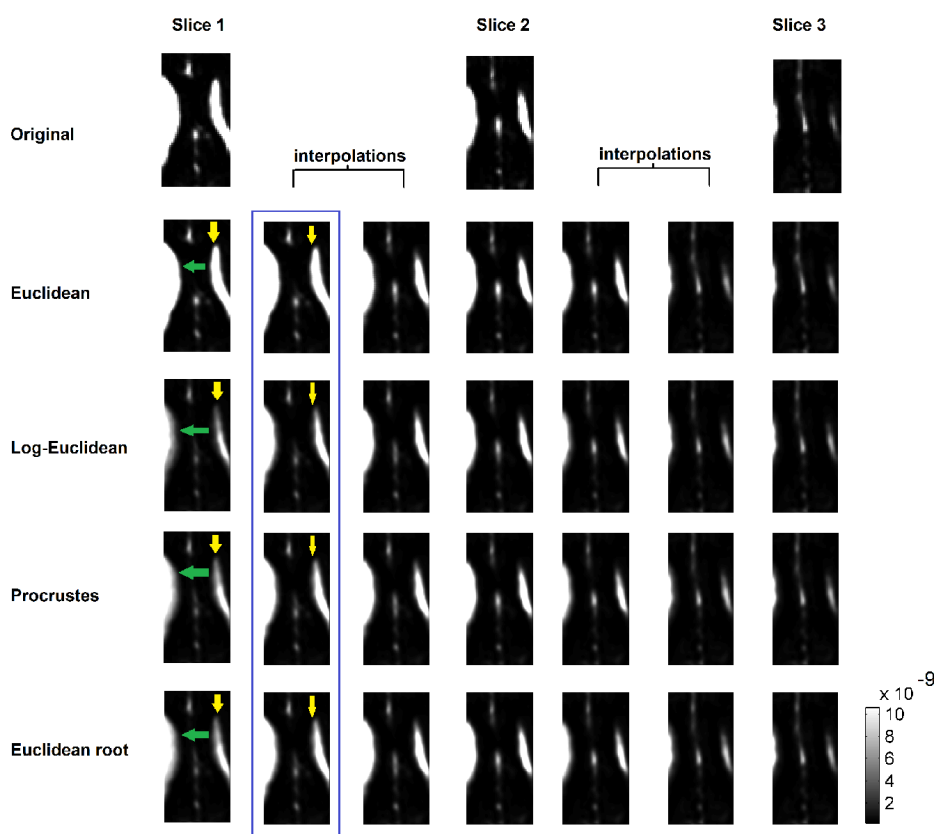 Slice 1
Slice 2
Slice 3
Original
interpolations
interpolations
Euclidean
Log-Euclidean
Procrustes
Euclidean root
x 10 -9
10
8
6
4
2